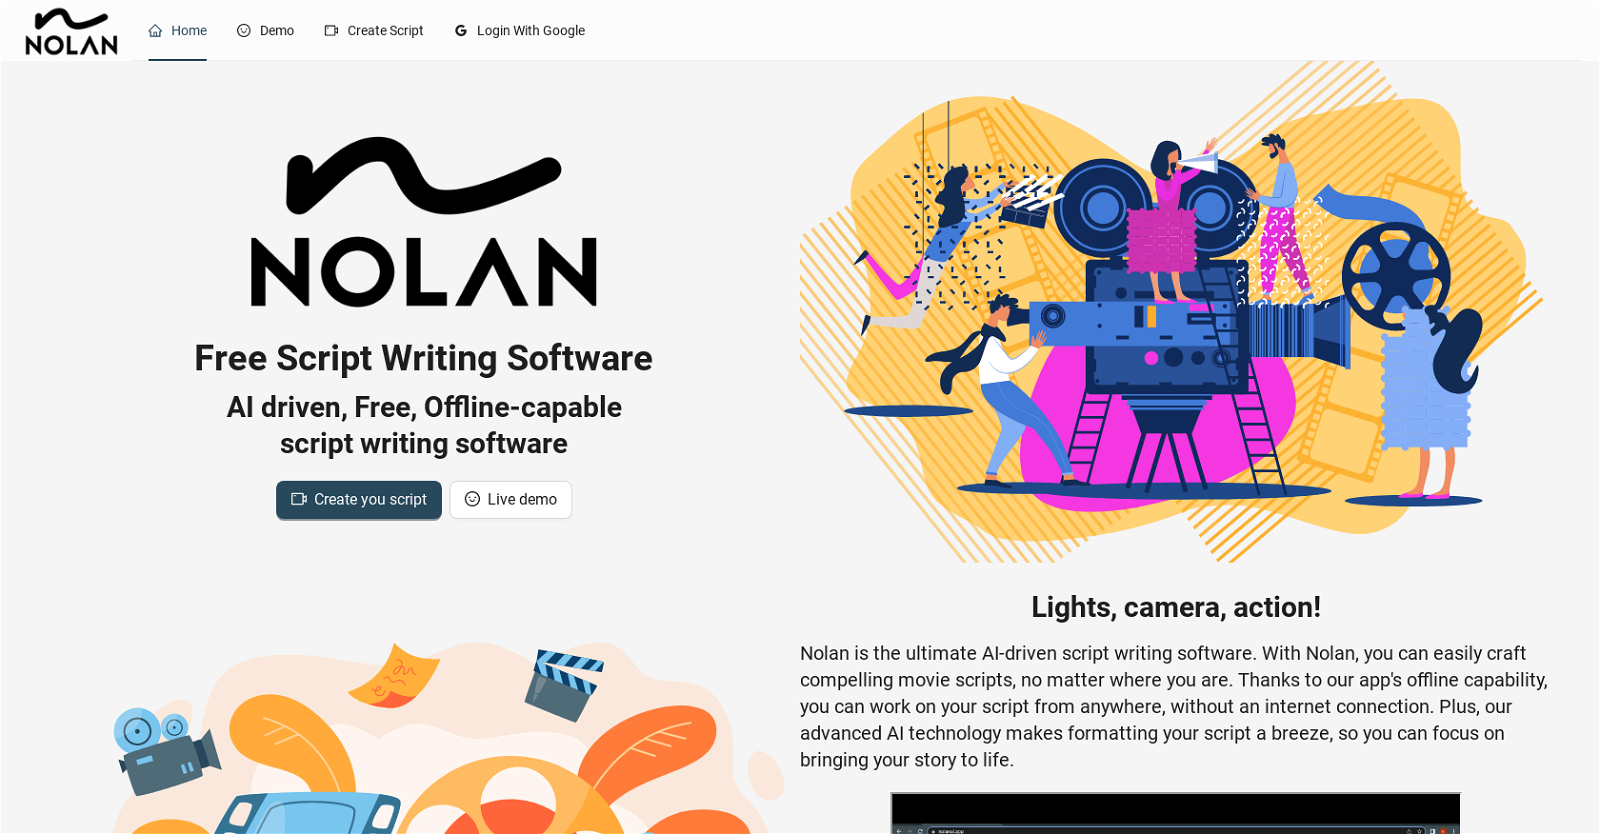 NOLAN
Home
Demo
Create Script
Login With Google
NOLAN
Free Script Writing Software
AI driven, Free, Offline-capable
script writing software
Create you script
Live demo
Lights, camera, action!
Nolan is the ultimate AI-driven script writing software. With Nolan, you can easily craft
compelling movie scripts, no matter where you are. Thanks to our app's offline capability,
you can work on your script from anywhere, without an internet connection. Plus, our
advanced AI technology makes formatting your script a breeze, so you can focus on
bringing your story to life.